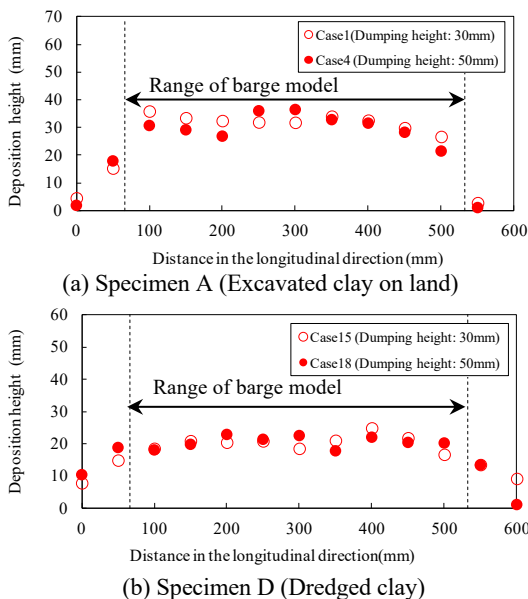 70
60
50
40
30
20
10
0
Deposition height (mm)
Case1(Dumping height: 30mm)
Case4(Dumping height: 50mm)
Range of barge model
0 100 200 300 400 500 600
Distance in the longitudinal direction(mm)
(a) Specimen A (Excavated clay on land)
60
50
40
30
20
10
0
Deposition height (mm)
Case15(Dumping height: 30mm)
Case18(Dumping height: 50mm)
Range of barge model
0 100 200 300 400 500 600
Distance in the longitudinal direction(mm)
(b) Specimen D (Dredged clay)